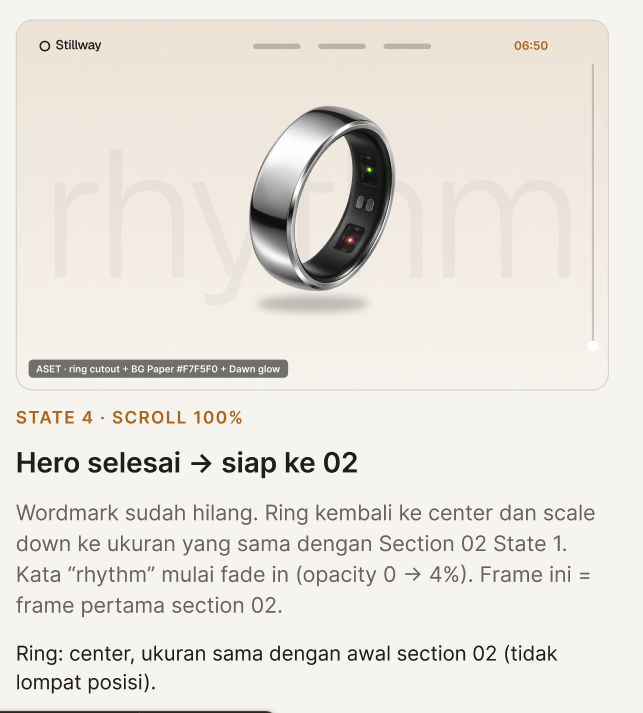 Stillway
06:50
rhythm
ASET · ring cutout + BG Paper #F7F5F0 + Dawn glow
STATE 4 · SCROLL 100%
Hero selesai → siap ke 02
Wordmark sudah hilang. Ring kembali ke center dan scale
down ke ukuran yang sama dengan Section 02 State 1.
Kata “rhythm” mulai fade in (opacity 0 → 4%). Frame ini =
frame pertama section 02.
Ring: center, ukuran sama dengan awal section 02 (tidak
lompat posisi).